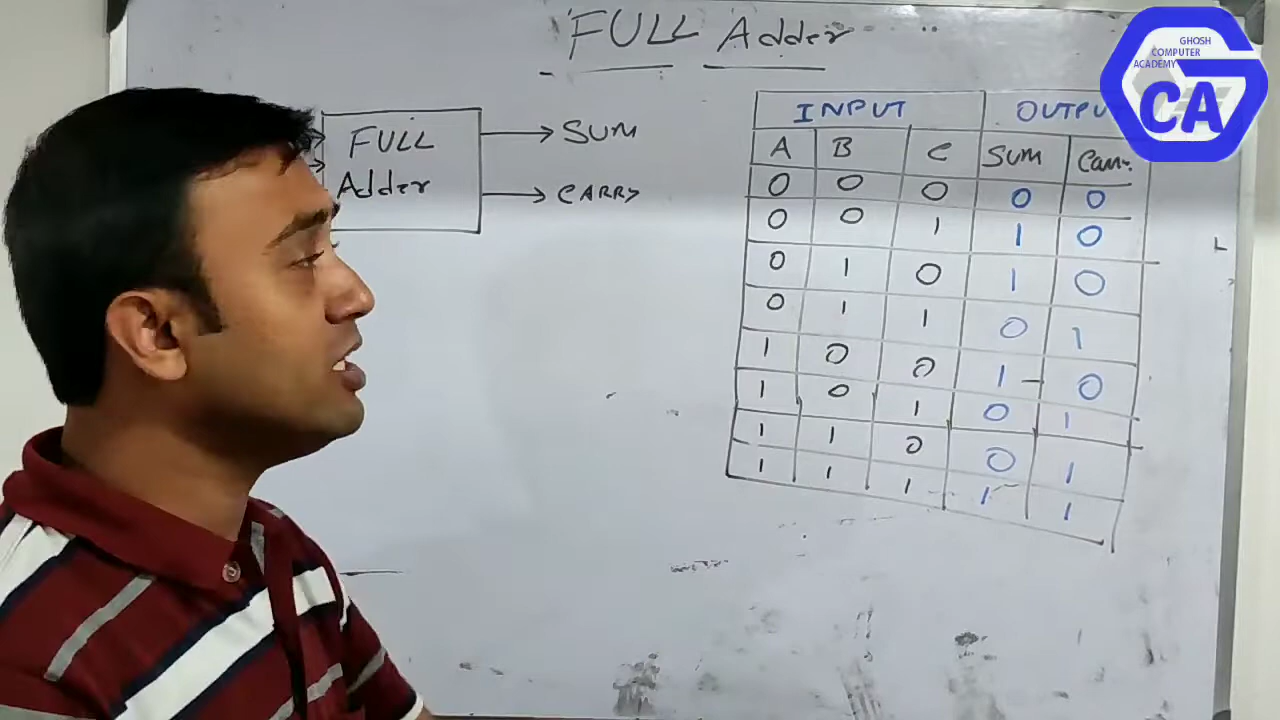 FULL Adder
GHOSH
COMPUTER
ACADEMY
CA
FULL
Adder
SUM
CARRY
INPUT OUTPU
A B C SUM Carr.
0 0 0 0 0
0 0 1 1 0
0 1 0 1 0
0 1 1 0 1
1 0 0 1 0
1 0 1 0 1
1 1 0 0 1
1 1 1 1 1